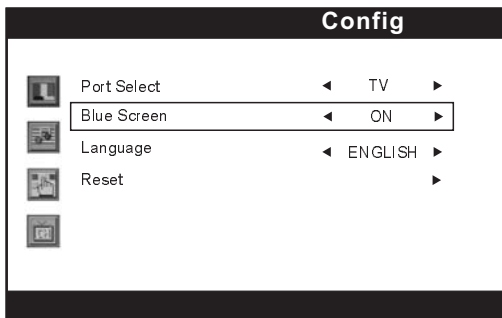 Config
Port Select ◄ TV ►
Blue Screen ◄ ON ►
Language ◄ ENGLISH ►
Reset ►